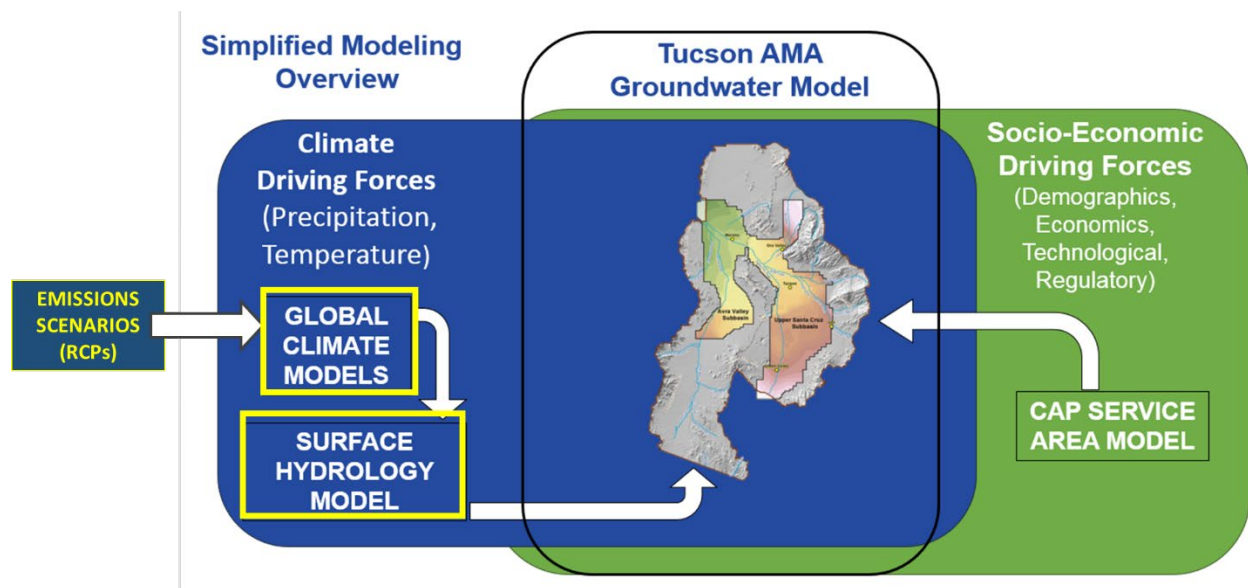 Simplified Modeling
Overview
Tucson AMA
Groundwater Model
Climate
Driving Forces
(Precipitation,
Temperature)
Socio-Economic
Driving Forces
(Demographics,
Economics,
Technological,
Regulatory)
EMISSIONS
SCENARIOS
(RCPs)
GLOBAL
CLIMATE
MODELS
SURFACE
HYDROLOGY
MODEL
Avra Valley
Subbasin
Upper Santa Cruz
Subbasin
CAP SERVICE
AREA MODEL